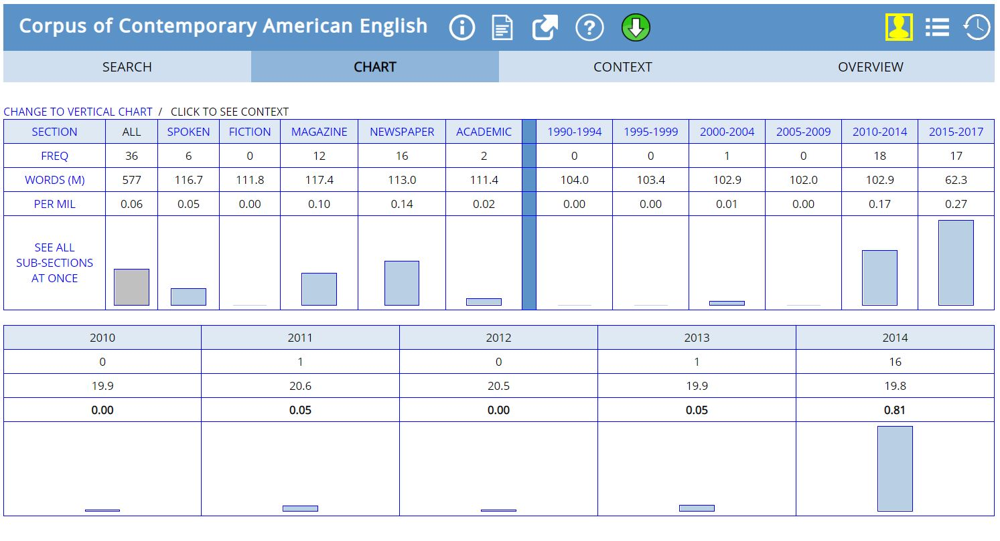 Corpus of Contemporary American English
SEARCH CHART CONTEXT OVERVIEW
CHANGE TO VERTICAL CHART / CLICK TO SEE CONTEXT
SECTION ALL SPOKEN FICTION MAGAZINE NEWSPAPER ACADEMIC 1990-1994 1995-1999 2000-2004 2005-2009 2010-2014 2015-2017
FREQ 36 6 0 12 16 2 0 0 1 0 18 17
WORDS (M) 577 116.7 111.8 117.4 113.0 111.4 104.0 103.4 102.9 102.0 102.9 62.3
PER MIL 0.06 0.05 0.00 0.10 0.14 0.02 0.00 0.00 0.01 0.00 0.17 0.27
SEE ALL
SUB-SECTIONS
AT ONCE
2010 2011 2012 2013 2014
0 1 0 1 16
19.9 20.6 20.5 19.9 19.8
0.00 0.05 0.00 0.05 0.81